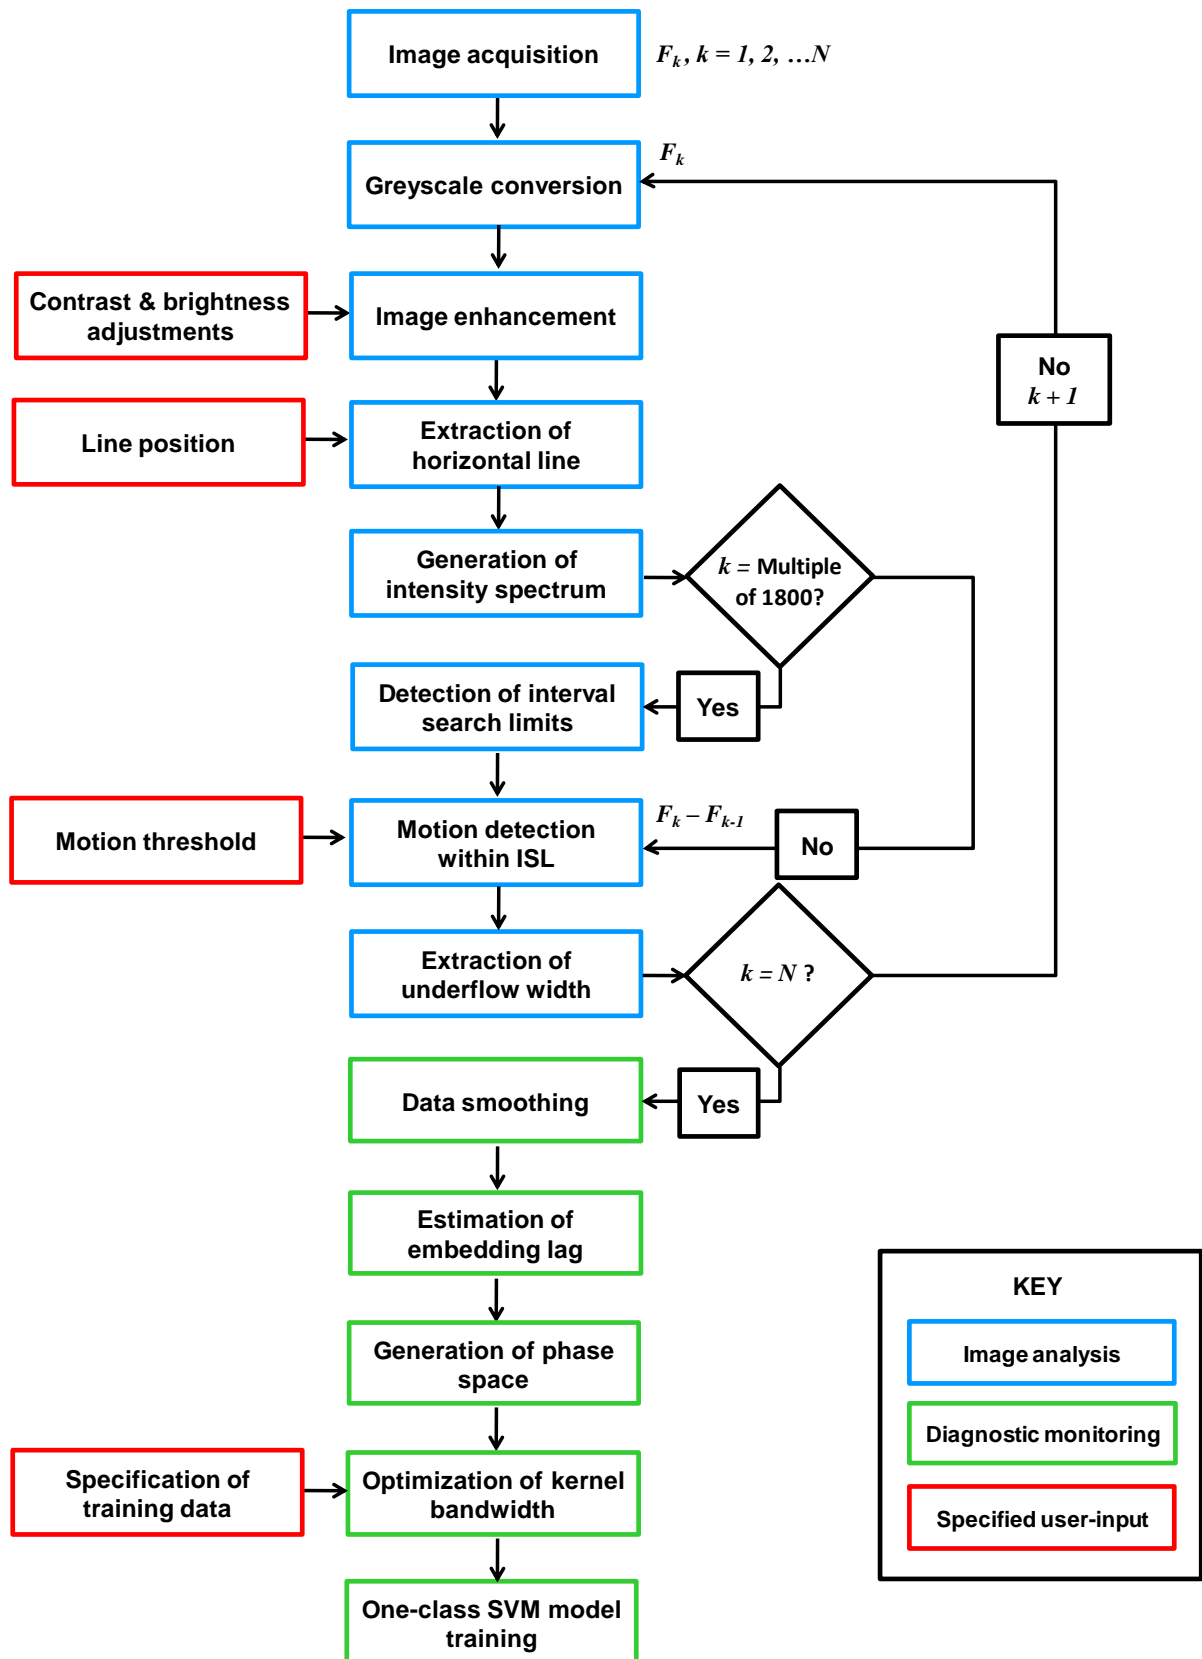 Image acquisition
F_k, k = 1, 2, …N
Greyscale conversion
F_k
Contrast & brightness
adjustments
Image enhancement
No
k + 1
Line position
Extraction of
horizontal line
Generation of
intensity spectrum
k = Multiple
of 1800?
Detection of interval
search limits
Yes
Motion threshold
Motion detection
within ISL
F_k – F_{k-1}
No
Extraction of
underflow width
k = N ?
Data smoothing
Yes
Estimation of
embedding lag
Generation of phase
space
Specification of
training data
Optimization of kernel
bandwidth
One-class SVM model
training
KEY
Image analysis
Diagnostic monitoring
Specified user-input